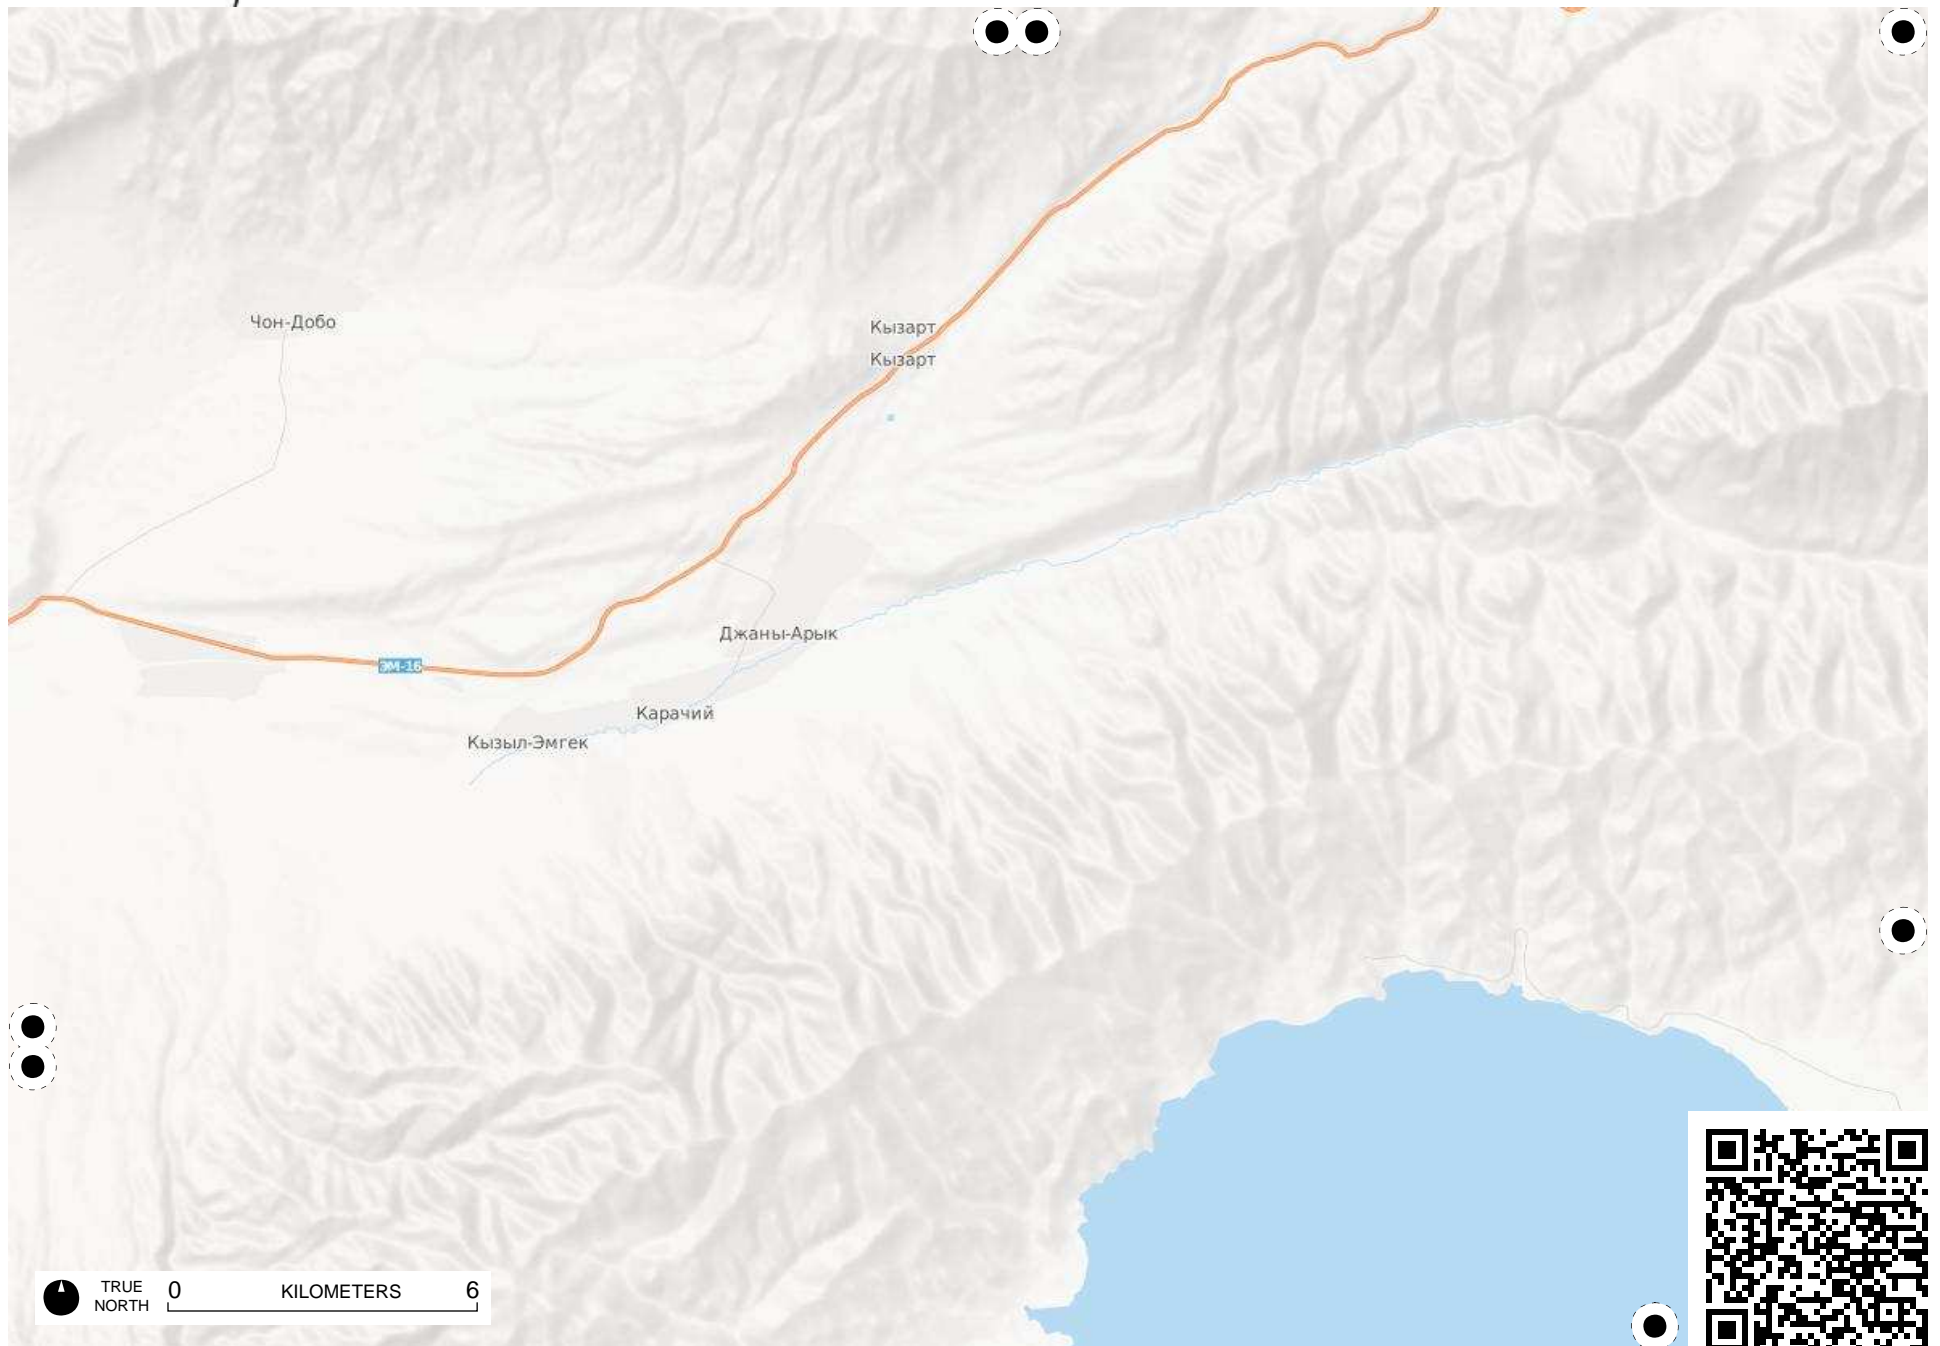 Чон-Добо
Кызарт
Кызарт
Джаны-Арык
ЭМ-16
Карачий
Кызыл-Эмгек
TRUE NORTH
0 KILOMETERS 6